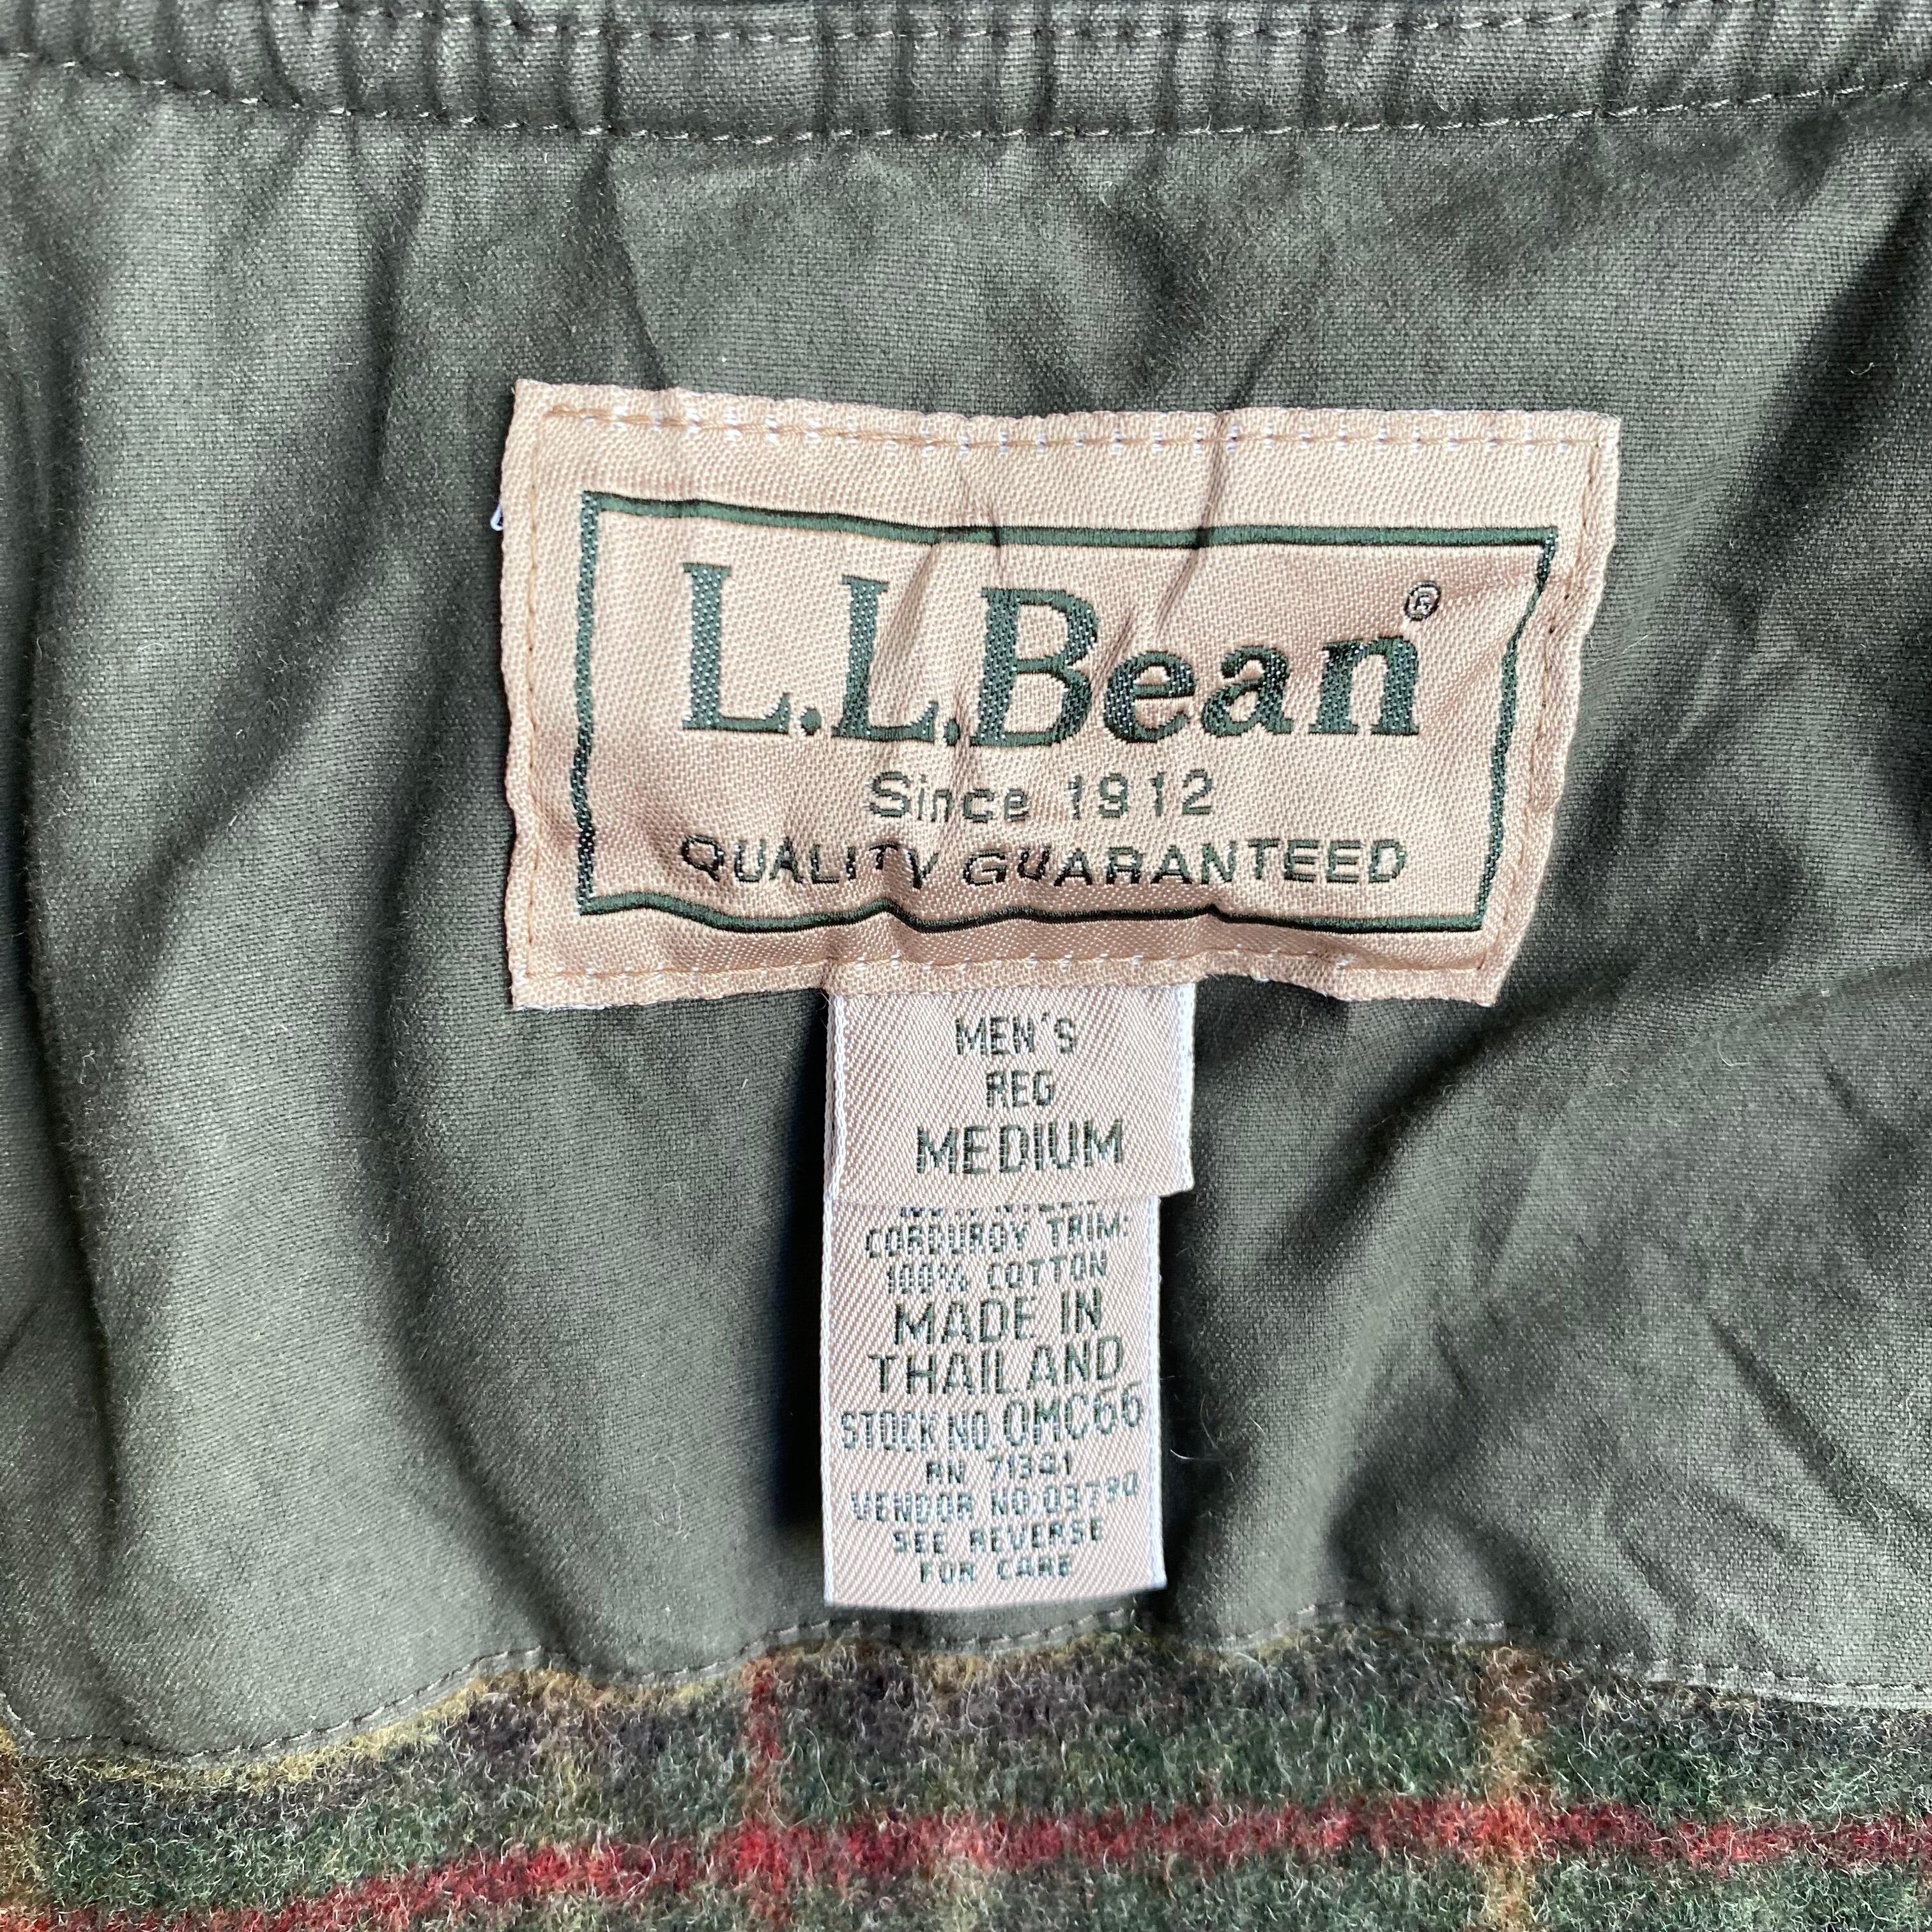 L.L.Bean®
Since 1912
QUALITY GUARANTEED
MEN'S
REG
MEDIUM
CORDUROY TRIM:
100% COTTON
MADE IN
THAILAND
STOCK NO. 0MC66
RN 71341
VENDOR NO:03790
SEE REVERSE
FOR CARE